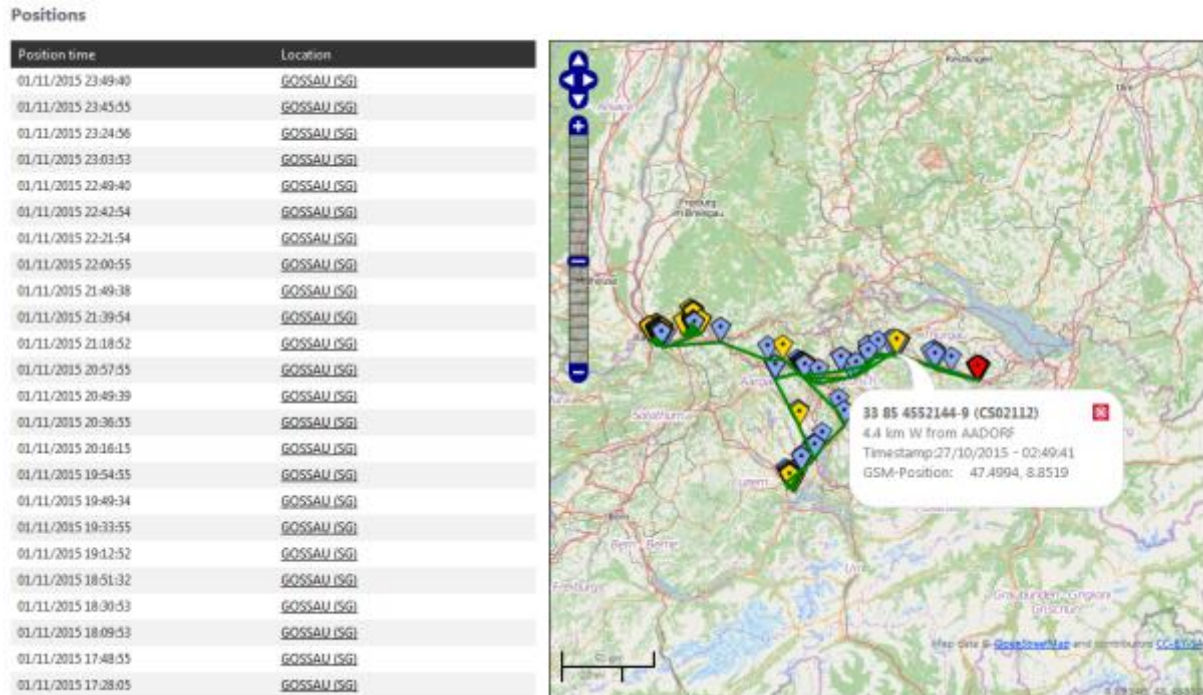 Positions
Position time Location
01/11/2015 23:49:40 GOSSAU (SG)
01/11/2015 23:45:55 GOSSAU (SG)
01/11/2015 23:24:56 GOSSAU (SG)
01/11/2015 23:03:53 GOSSAU (SG)
01/11/2015 22:49:40 GOSSAU (SG)
01/11/2015 22:42:54 GOSSAU (SG)
01/11/2015 22:21:54 GOSSAU (SG)
01/11/2015 22:00:55 GOSSAU (SG)
01/11/2015 21:49:38 GOSSAU (SG)
01/11/2015 21:39:54 GOSSAU (SG)
01/11/2015 21:18:52 GOSSAU (SG)
01/11/2015 20:57:55 GOSSAU (SG)
01/11/2015 20:49:39 GOSSAU (SG)
01/11/2015 20:36:55 GOSSAU (SG)
01/11/2015 20:16:15 GOSSAU (SG)
01/11/2015 19:54:55 GOSSAU (SG)
01/11/2015 19:49:34 GOSSAU (SG)
01/11/2015 19:33:55 GOSSAU (SG)
01/11/2015 19:12:52 GOSSAU (SG)
01/11/2015 18:51:32 GOSSAU (SG)
01/11/2015 18:30:53 GOSSAU (SG)
01/11/2015 18:09:53 GOSSAU (SG)
01/11/2015 17:48:55 GOSSAU (SG)
01/11/2015 17:28:05 GOSSAU (SG)
Reutlingen
Ulm
Freiburg
im Breisgau
Thurgau
Solothurn
33 85 4552144-9 (CS02112)
4.4 km W from AADORF
Timestamp:27/10/2015 - 02:49:41
GSM-Position: 47.4994, 8.8519
Luzern
Bern - Berne
Uri
Graubünden - Grigioni
- Grischun
Map data © OpenStreetMap and contributors CC-BY-SA